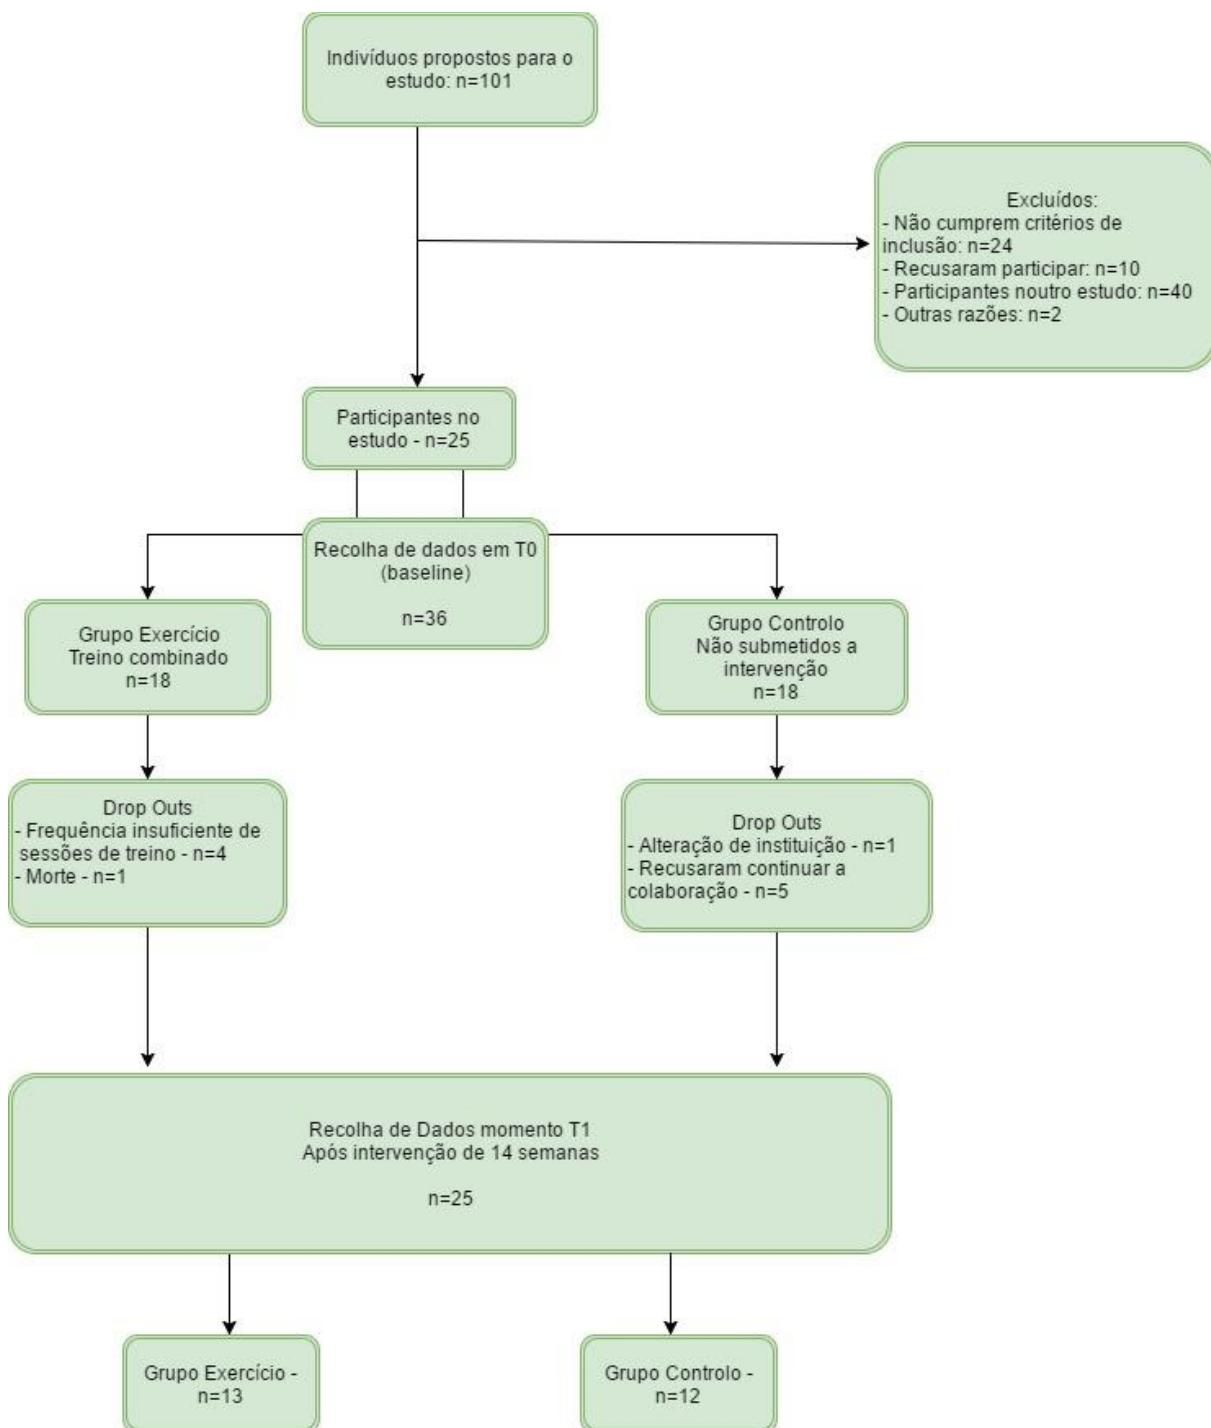 Indivíduos propostos para o
estudo: n=101
Excluídos:
- Não cumprem critérios de
inclusão: n=24
- Recusaram participar: n=10
- Participantes noutro estudo: n=40
- Outras razões: n=2
Participantes no
estudo - n=25
Recolha de dados em T0
(baseline)
n=36
Grupo Exercício
Treino combinado
n=18
Grupo Controlo
Não submetidos a
intervenção
n=18
Drop Outs
- Frequência insuficiente de
sessões de treino - n=4
- Morte - n=1
Drop Outs
- Alteração de instituição - n=1
- Recusaram continuar a
colaboração - n=5
Recolha de Dados momento T1
Após intervenção de 14 semanas
n=25
Grupo Exercício -
n=13
Grupo Controlo -
n=12